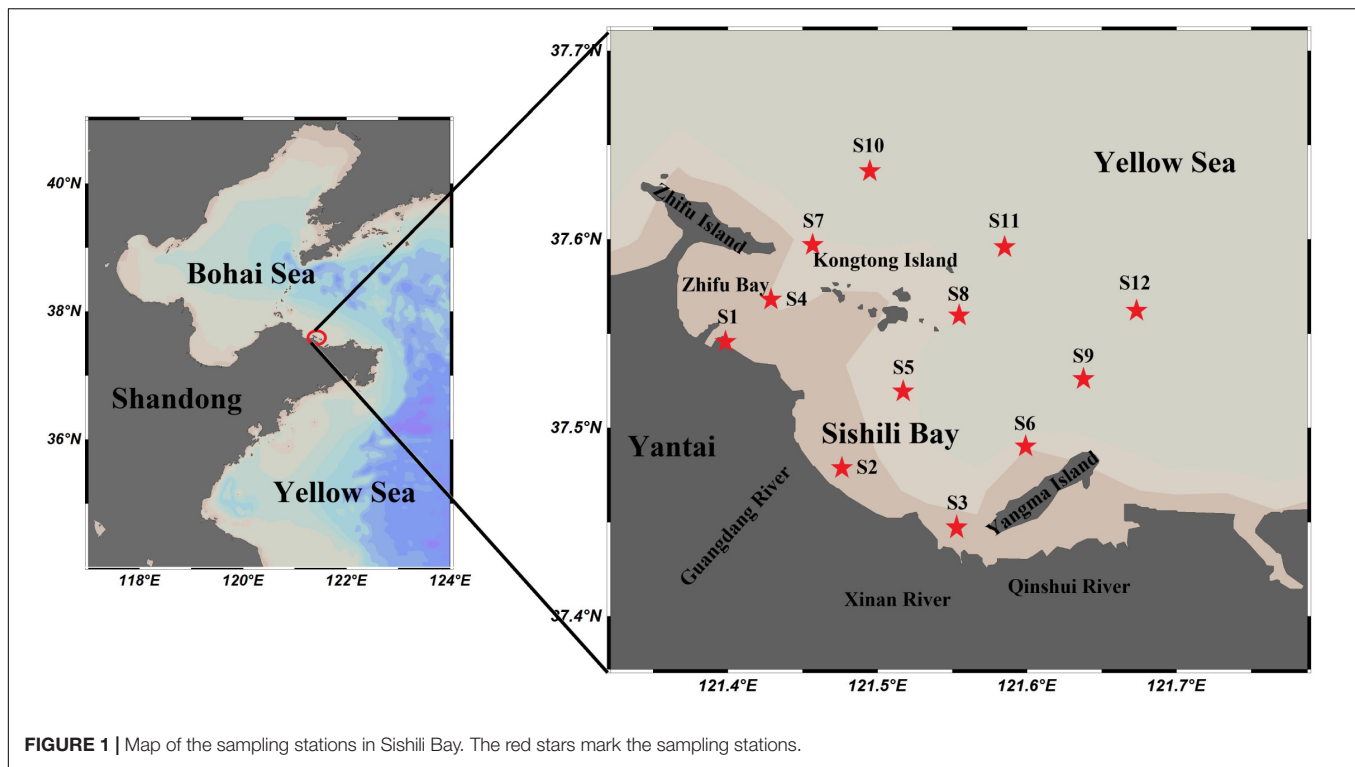 40°N
38°N
36°N
118°E
120°E
122°E
124°E
Bohai Sea
Shandong
Yellow Sea
37.7°N
37.6°N
37.5°N
37.4°N
121.4°E
121.5°E
121.6°E
121.7°E
S10
Yellow Sea
Zhifu Island
S7
S11
Kongtong Island
Zhifu Bay
S4
S8
S12
S1
S5
S9
Yantai
Sishili Bay
S6
S2
Guangdang River
S3
Yangma Island
Xinan River
Qinshui River
FIGURE 1 | Map of the sampling stations in Sishili Bay. The red stars mark the sampling stations.